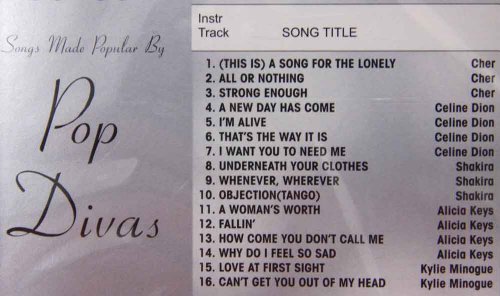 Songs Made Popular By
Pop
Divas
Instr
Track SONG TITLE
1. (THIS IS) A SONG FOR THE LONELY Cher
2. ALL OR NOTHING Cher
3. STRONG ENOUGH Cher
4. A NEW DAY HAS COME Celine Dion
5. I'M ALIVE Celine Dion
6. THAT'S THE WAY IT IS Celine Dion
7. I WANT YOU TO NEED ME Celine Dion
8. UNDERNEATH YOUR CLOTHES Shakira
9. WHENEVER, WHEREVER Shakira
10. OBJECTION(TANGO) Shakira
11. A WOMAN'S WORTH Alicia Keys
12. FALLIN' Alicia Keys
13. HOW COME YOU DON'T CALL ME Alicia Keys
14. WHY DO I FEEL SO SAD Alicia Keys
15. LOVE AT FIRST SIGHT Kylie Minogue
16. CAN'T GET YOU OUT OF MY HEAD Kylie Minogue